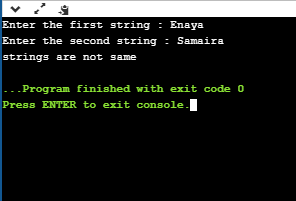 Enter the first string : Enaya
Enter the second string : Samaira
strings are not same
...Program finished with exit code 0
Press ENTER to exit console.